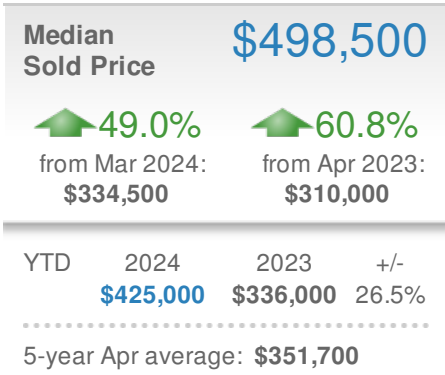 Median
Sold Price
$498,500
49.0%
from Mar 2024:
$334,500
60.8%
from Apr 2023:
$310,000
YTD 2024 2023 +/-
$425,000 $336,000 26.5%
5-year Apr average: $351,700